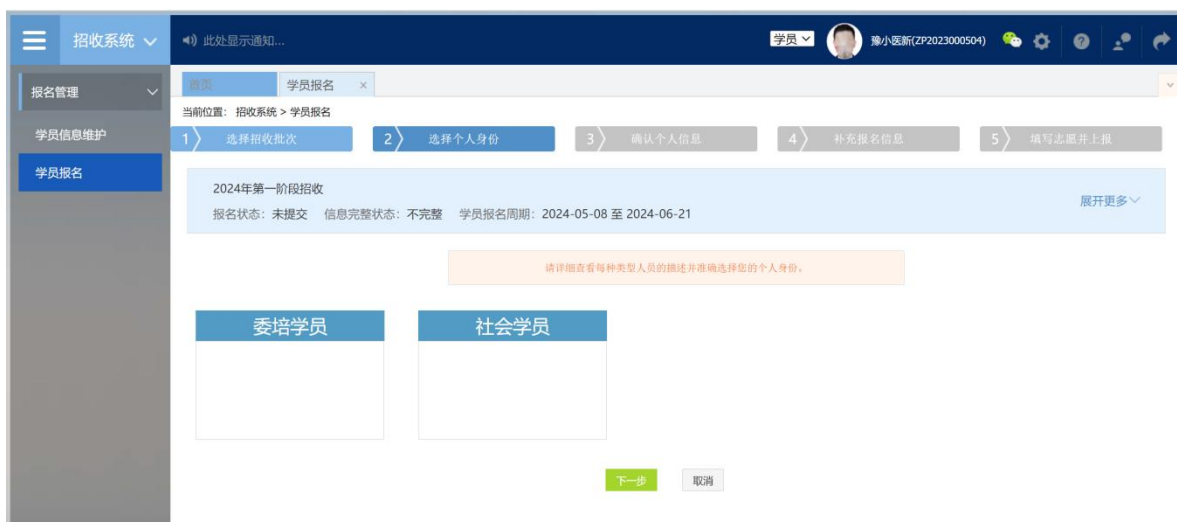 招收系统
此处显示通知...
学员
豫小医新(ZP2023000504)
报名管理
学员信息维护
学员报名
首页
学员报名 ×
当前位置： 招收系统 > 学员报名
1 选择招收批次
2 选择个人身份
3 确认个人信息
4 补充报名信息
5 填写志愿并上报
2024年第一阶段招收
报名状态：未提交 信息完整状态：不完整 学员报名周期：2024-05-08 至 2024-06-21
展开更多
请详细查看每种类型人员的描述并准确选择您的个人身份。
委培学员
社会学员
下一步
取消